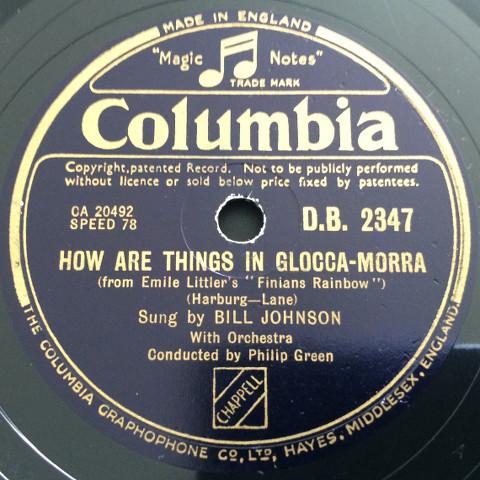 MADE IN ENGLAND
"Magic Notes"
TRADE MARK
Columbia
Copyright, patented Record. Not to be publicly performed
without licence or sold below price fixed by patentees.
CA 20492
SPEED 78
D.B. 2347
HOW ARE THINGS IN GLOCCA-MORRA
(from Emile Littler's "Finians Rainbow")
(Harburg—Lane)
Sung by BILL JOHNSON
With Orchestra
Conducted by Philip Green
CHAPPELL
THE COLUMBIA GRAPHOPHONE CO, LTD, HAYES, MIDDLESEX, ENGLAND.